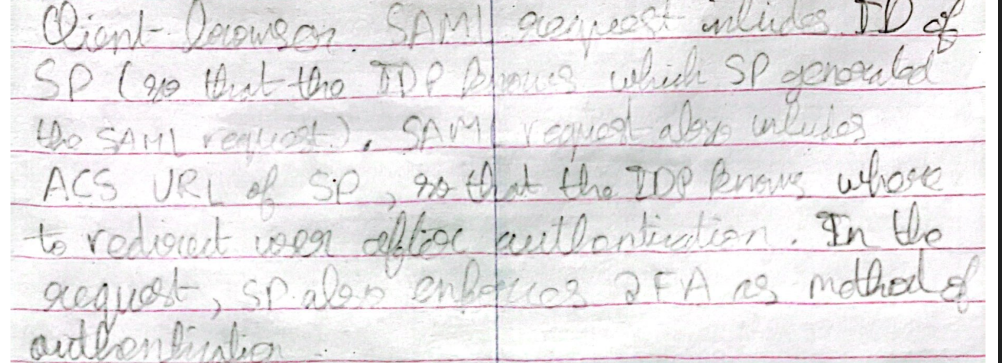 Client browser. SAML request includes ID of
SP (so that the IDP knows which SP generated
the SAML request). SAML request also includes
ACS URL of SP, so that the IDP knows where
to redirect user after authentication. In the
request, SP also enforces 2FA as method of
authentication